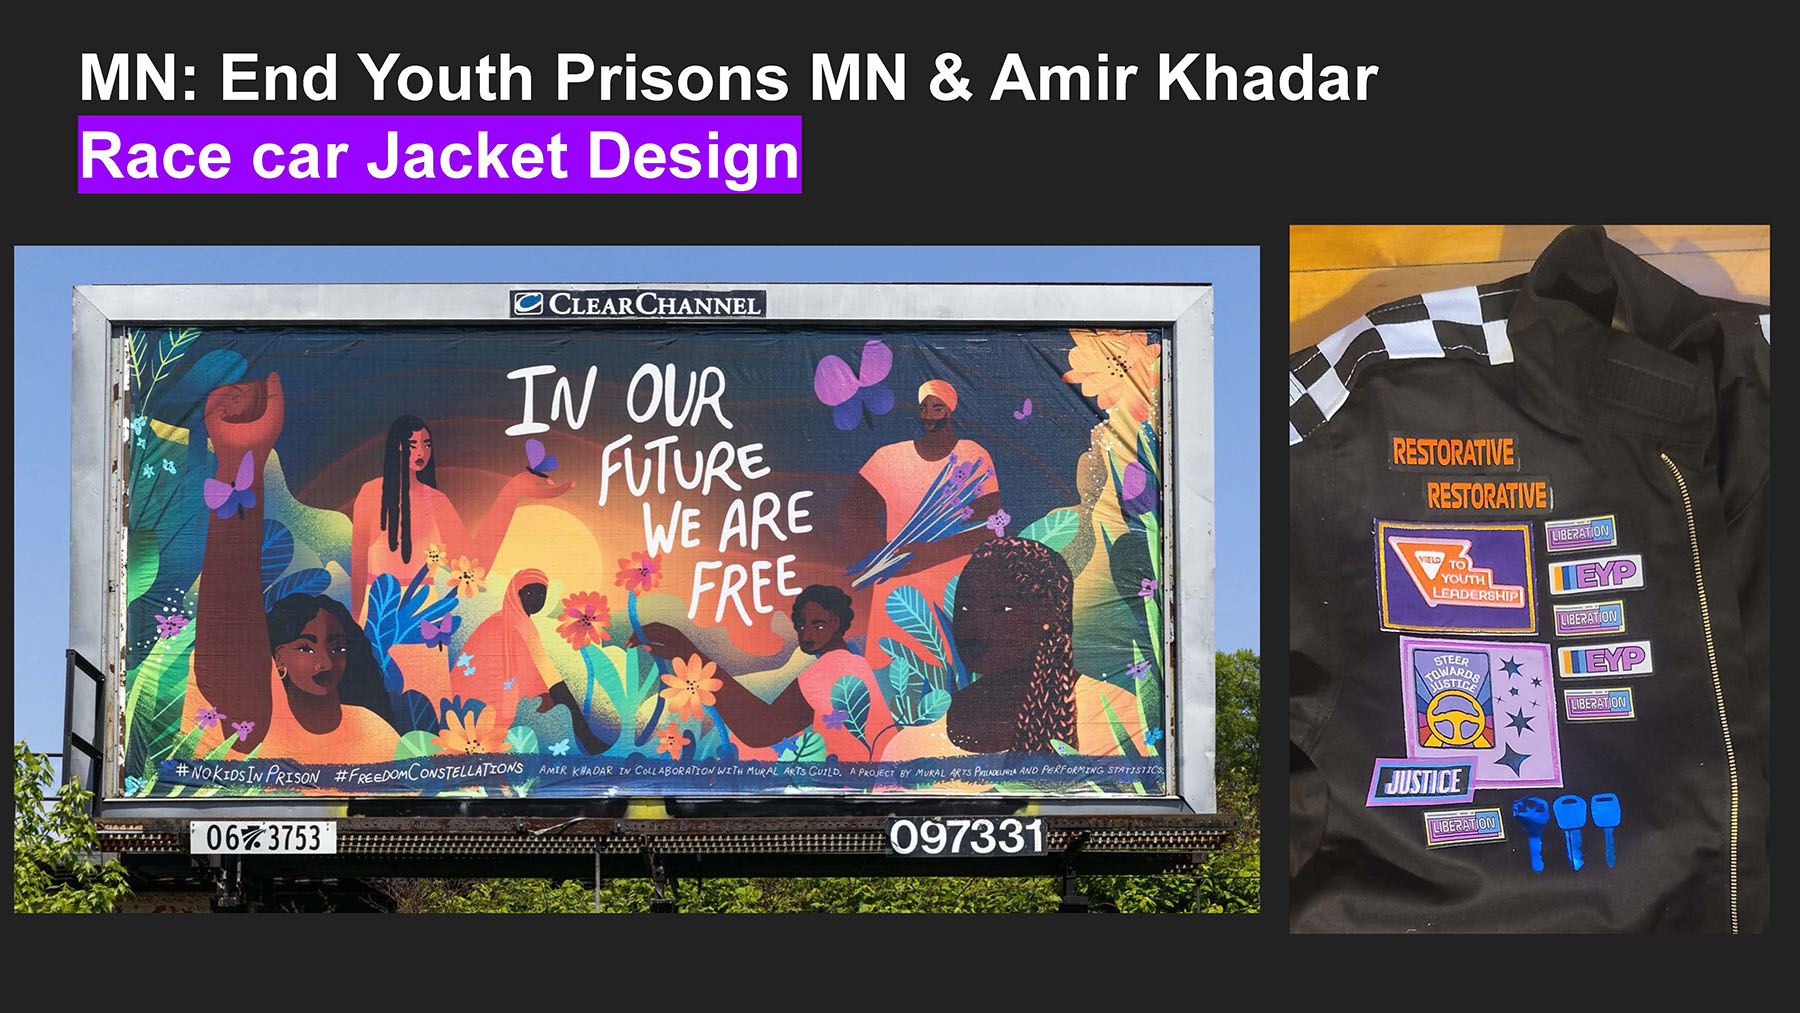 MN: End Youth Prisons MN & Amir Khadar
Race car Jacket Design
CLEARCHANNEL
IN OUR
FUTURE
WE ARE
FREE
#NOKIDSINPRISON #FREEDOMCONSTELLATIONS AMIR KHADAR IN COLLABORATION WITH MURAL ARTS GUILD. A PROJECT BY MURAL ARTS PHILADELPHIA AND PERFORMING STATISTICS.
06 3753
097331
RESTORATIVE
RESTORATIVE
YIELD
TO
YOUTH
LEADERSHIP
LIBERATION
EYP
LIBERATION
EYP
LIBERATION
STEER
TOWARDS
JUSTICE
JUSTICE
LIBERATION